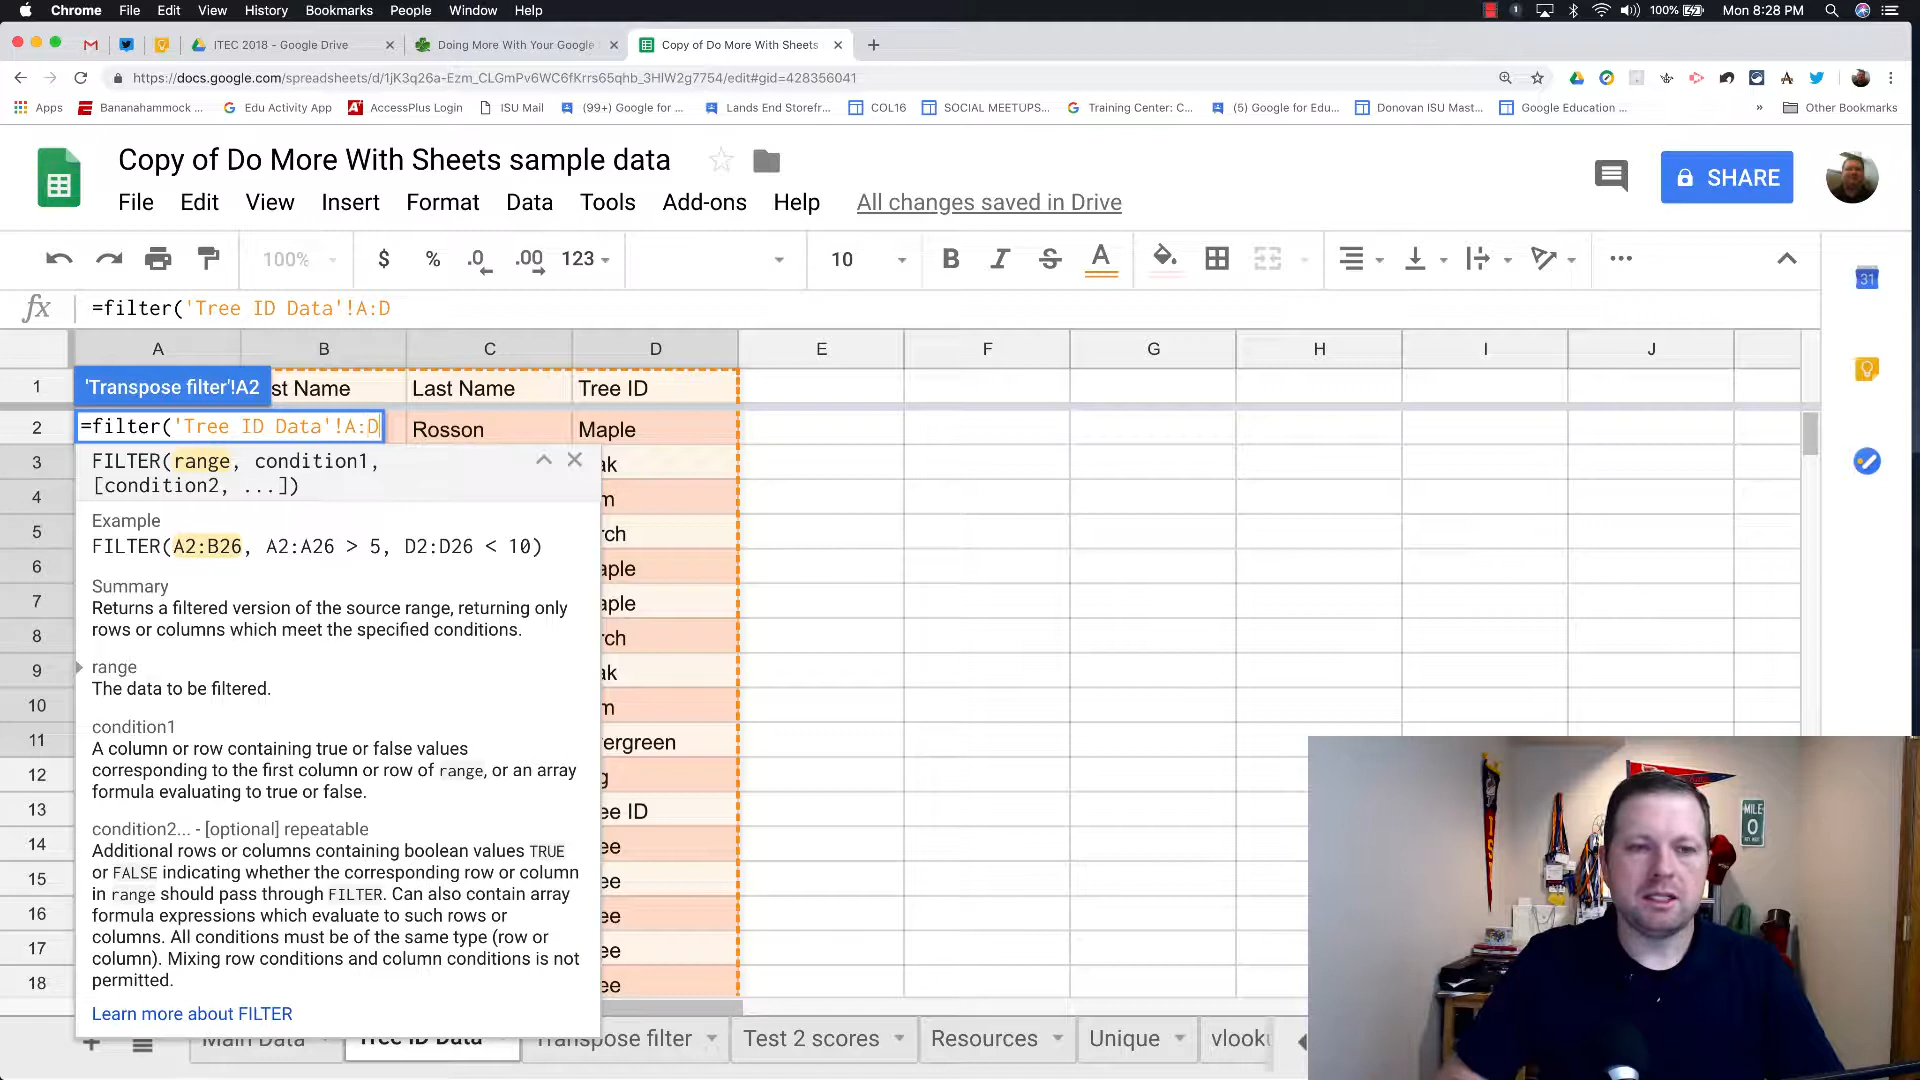 Chrome File Edit View History Bookmarks People Window Help 1 100% Mon 8:28 PM
ITEC 2018 - Google Drive Doing More With Your Google Copy of Do More With Sheets
https://docs.google.com/spreadsheets/d/1jK3q26a-Ezm_CLGmPv6WC6fKrrs65qhb_3HIW2g7754/edit#gid=428356041
Apps Bananahammock ... Edu Activity App AccessPlus Login ISU Mail (99+) Google for ... Lands End Storefr... COL16 SOCIAL MEETUPS... Training Center: C... (5) Google for Edu... Donovan ISU Mast... Google Education ... » Other Bookmarks
Copy of Do More With Sheets sample data
SHARE
File Edit View Insert Format Data Tools Add-ons Help All changes saved in Drive
100% $ % .0 .00 123 10 B I S A
31
fx =filter('Tree ID Data'!A:D
A B C D E F G H I J
1 'Transpose filter'!A2 st Name Last Name Tree ID
2 =filter('Tree ID Data'!A:D Rosson Maple
3 FILTER(range, condition1, ak
4 [condition2, ...]) m
Example
5 FILTER(A2:B26, A2:A26 > 5, D2:D26 < 10) rch
6 aple
Summary
7 Returns a filtered version of the source range, returning only aple
8 rows or columns which meet the specified conditions. rch
9 range ak
The data to be filtered.
10 m
condition1
11 A column or row containing true or false values ergreen
12 corresponding to the first column or row of range, or an array g
formula evaluating to true or false.
13 ee ID
condition2... - [optional] repeatable
14 Additional rows or columns containing boolean values TRUE ee
15 or FALSE indicating whether the corresponding row or column ee
in range should pass through FILTER. Can also contain array
16 formula expressions which evaluate to such rows or ee
17 columns. All conditions must be of the same type (row or ee
column). Mixing row conditions and column conditions is not
18 permitted. ee
Learn more about FILTER
Main Data Tree ID Data Transpose filter Test 2 scores Resources Unique vlooku
MILE
0